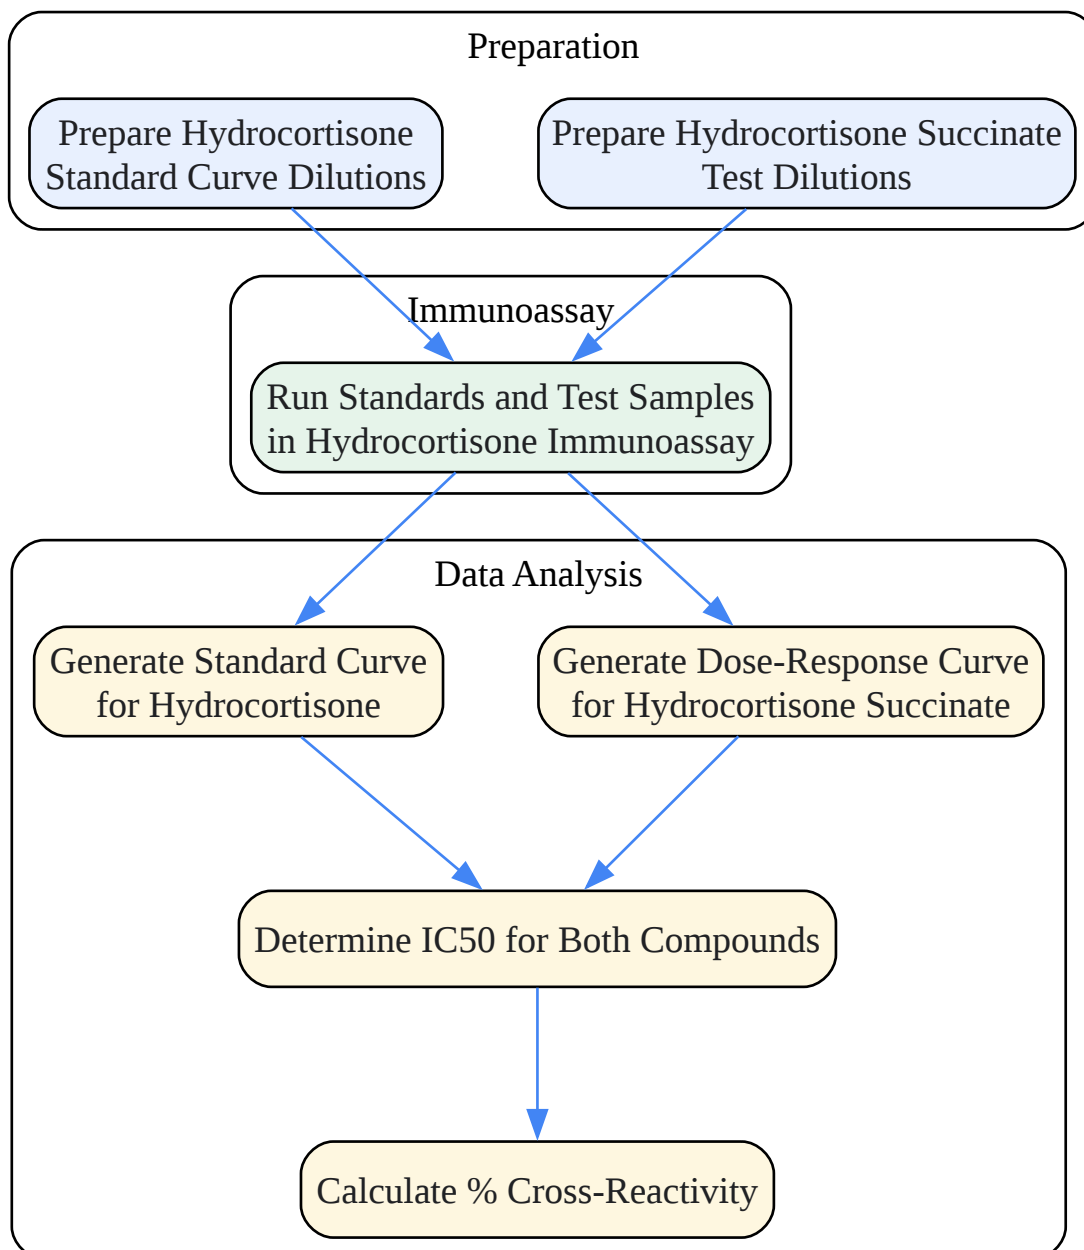 Preparation
Prepare Hydrocortisone
Standard Curve Dilutions
Prepare Hydrocortisone Succinate
Test Dilutions
Immunoassay
Run Standards and Test Samples
in Hydrocortisone Immunoassay
Data Analysis
Generate Standard Curve
for Hydrocortisone
Generate Dose-Response Curve
for Hydrocortisone Succinate
Determine IC50 for Both Compounds
Calculate % Cross-Reactivity